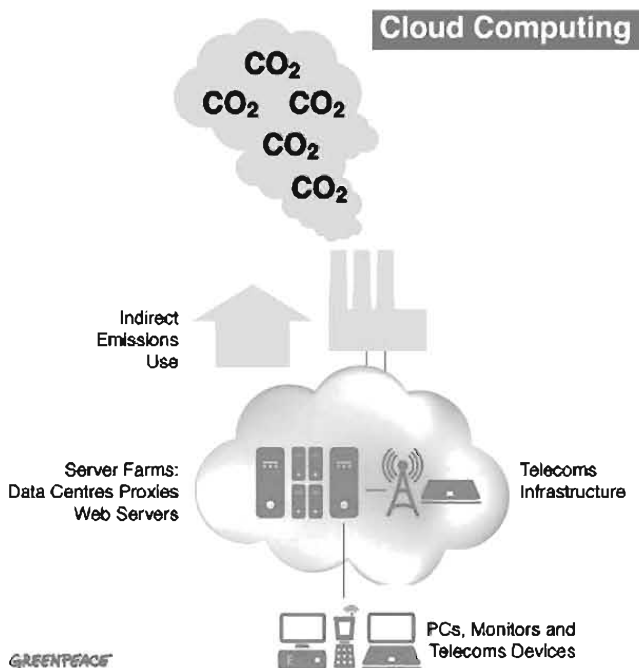 Cloud Computing
CO₂
CO₂ CO₂
CO₂
CO₂
Indirect
Emissions
Use
Server Farms:
Data Centres Proxies
Web Servers
Telecoms
Infrastructure
PCs, Monitors and
Telecoms Devices
GREENPEACE